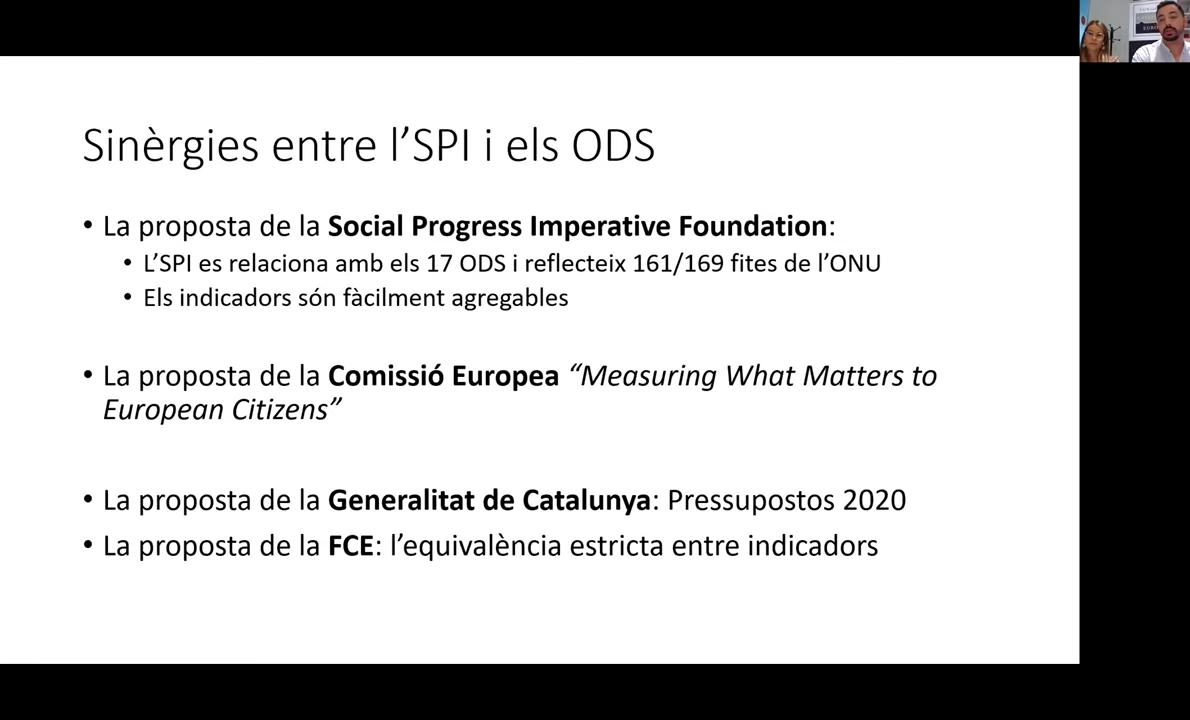 Sinèrgies entre l’SPI i els ODS
• La proposta de la Social Progress Imperative Foundation:
• L’SPI es relaciona amb els 17 ODS i reflecteix 161/169 fites de l’ONU
• Els indicadors són fàcilment agregables
• La proposta de la Comissió Europea “Measuring What Matters to
European Citizens”
• La proposta de la Generalitat de Catalunya: Pressupostos 2020
• La proposta de la FCE: l’equivalència estricta entre indicadors